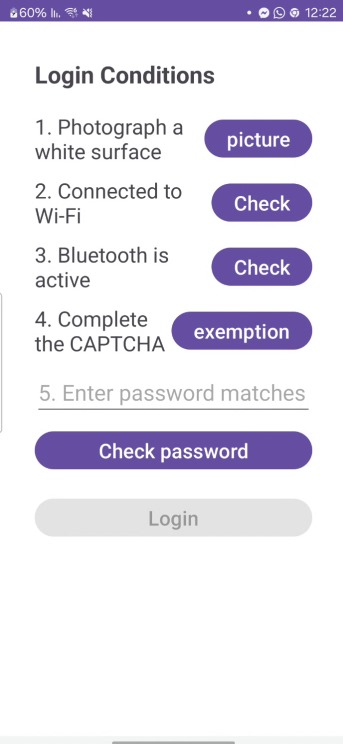 60% 12:22
Login Conditions
1. Photograph a
white surface
picture
2. Connected to
Wi-Fi
Check
3. Bluetooth is
active
Check
4. Complete
the CAPTCHA
exemption
5. Enter password matches
Check password
Login